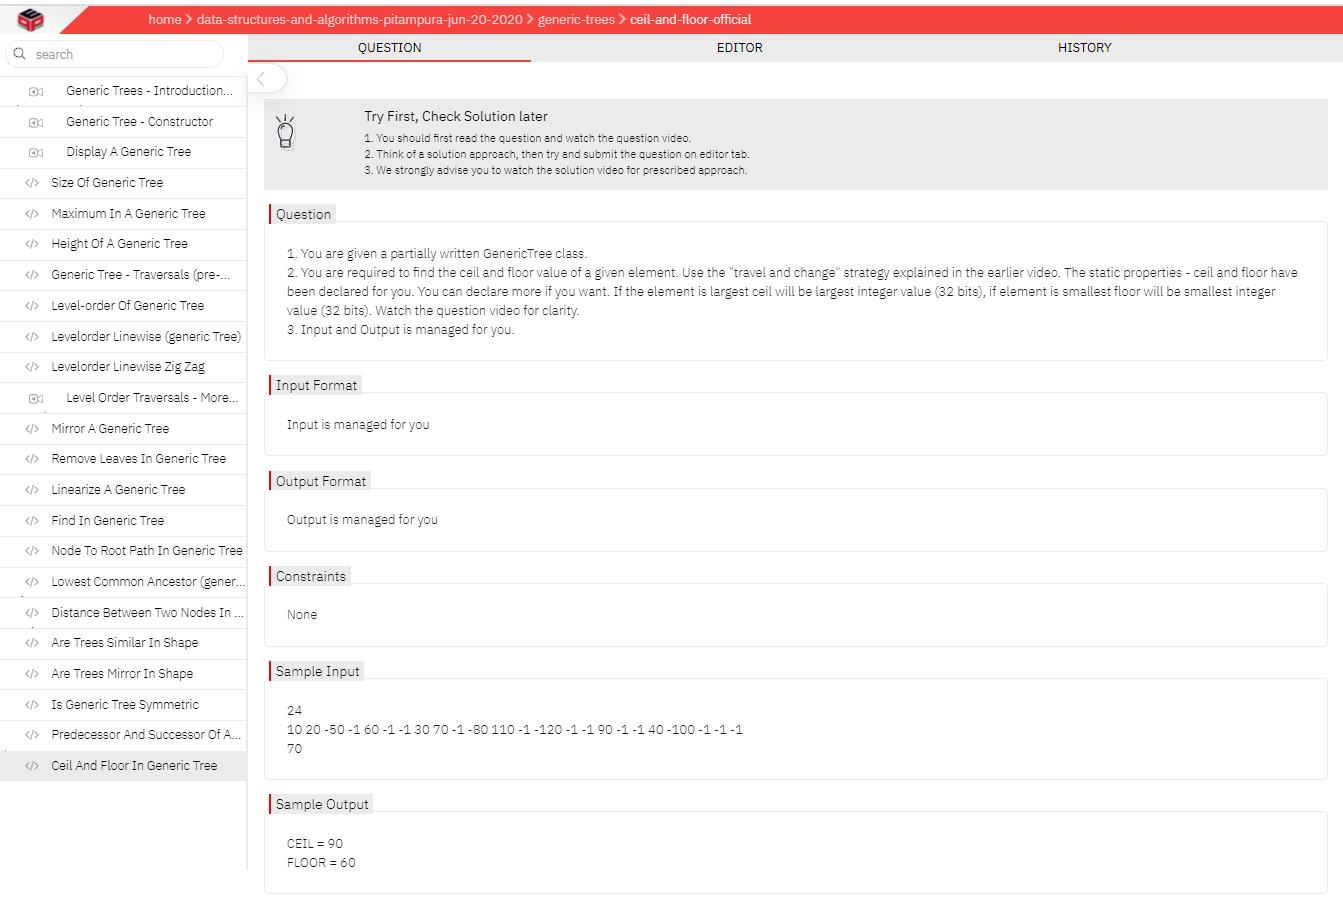 home > data-structures-and-algorithms-pitampura-jun-20-2020 > generic-trees > ceil-and-floor-official
search
Generic Trees - Introduction...
Generic Tree - Constructor
Display A Generic Tree
Size Of Generic Tree
Maximum In A Generic Tree
Height Of A Generic Tree
Generic Tree - Traversals (pre-...
Level-order Of Generic Tree
Levelorder Linewise (generic Tree)
Levelorder Linewise Zig Zag
Level Order Traversals - More...
Mirror A Generic Tree
Remove Leaves In Generic Tree
Linearize A Generic Tree
Find In Generic Tree
Node To Root Path In Generic Tree
Lowest Common Ancestor (gener...
Distance Between Two Nodes In ...
Are Trees Similar In Shape
Are Trees Mirror In Shape
Is Generic Tree Symmetric
Predecessor And Successor Of A...
Ceil And Floor In Generic Tree
QUESTION EDITOR HISTORY
Try First, Check Solution later
1. You should first read the question and watch the question video.
2. Think of a solution approach, then try and submit the question on editor tab.
3. We strongly advise you to watch the solution video for prescribed approach.
Question
1. You are given a partially written GenericTree class.
2. You are required to find the ceil and floor value of a given element. Use the "travel and change" strategy explained in the earlier video. The static properties - ceil and floor have
been declared for you. You can declare more if you want. If the element is largest ceil will be largest integer value (32 bits), if element is smallest floor will be smallest integer
value (32 bits). Watch the question video for clarity.
3. Input and Output is managed for you.
Input Format
Input is managed for you
Output Format
Output is managed for you
Constraints
None
Sample Input
24
10 20 -50 -1 60 -1 -1 30 70 -1 -80 110 -1 -120 -1 -1 90 -1 -1 40 -100 -1 -1 -1
70
Sample Output
CEIL = 90
FLOOR = 60